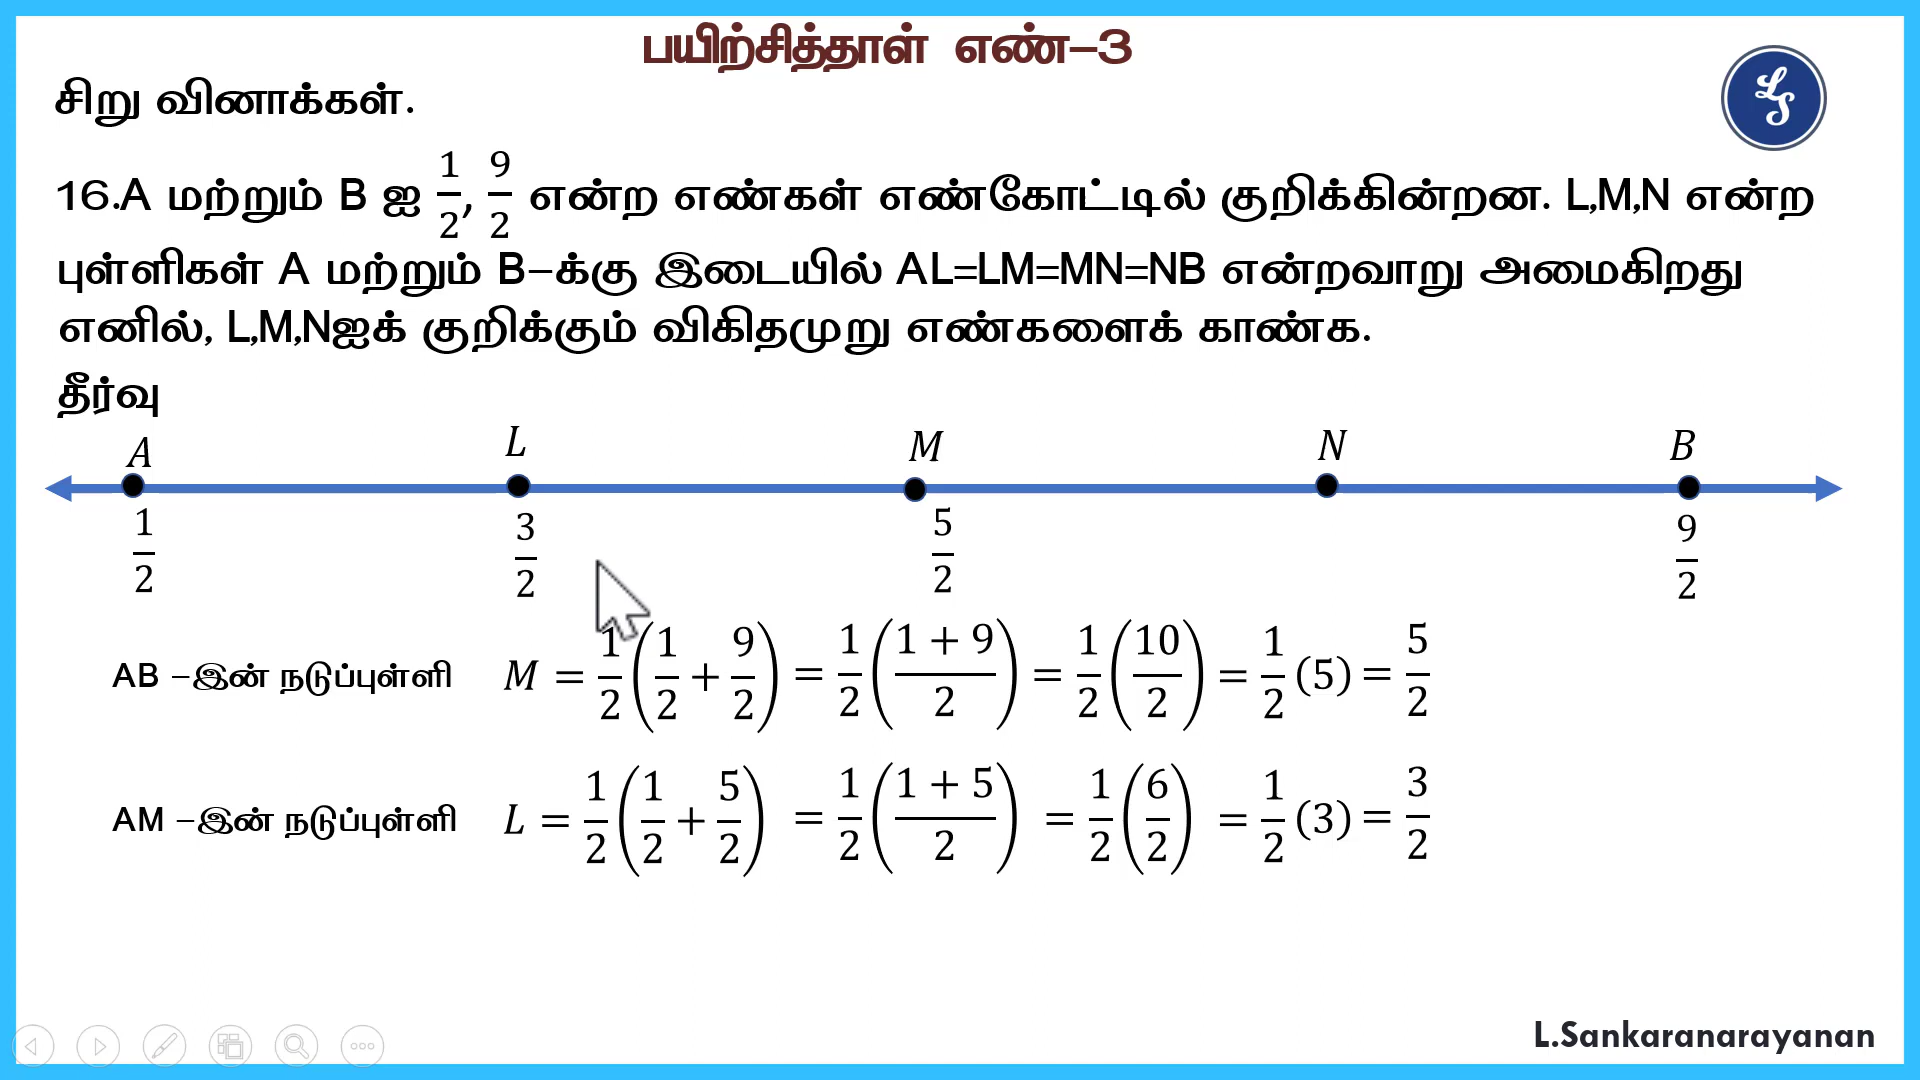 பயிற்சித்தாள் எண்-3
சிறு வினாக்கள்.
LS
16.A மற்றும் B ஐ 1/2, 9/2 என்ற எண்கள் எண்கோட்டில் குறிக்கின்றன. L,M,N என்ற
புள்ளிகள் A மற்றும் B-க்கு இடையில் AL=LM=MN=NB என்றவாறு அமைகிறது
எனில், L,M,Nஐக் குறிக்கும் விகிதமுறு எண்களைக் காண்க.
தீர்வு
A L M N B
1/2 3/2 5/2 9/2
AB -இன் நடுப்புள்ளி M = 1/2 (1/2 + 9/2) = 1/2 ((1 + 9)/2) = 1/2 (10/2) = 1/2 (5) = 5/2
AM -இன் நடுப்புள்ளி L = 1/2 (1/2 + 5/2) = 1/2 ((1 + 5)/2) = 1/2 (6/2) = 1/2 (3) = 3/2
L.Sankaranarayanan